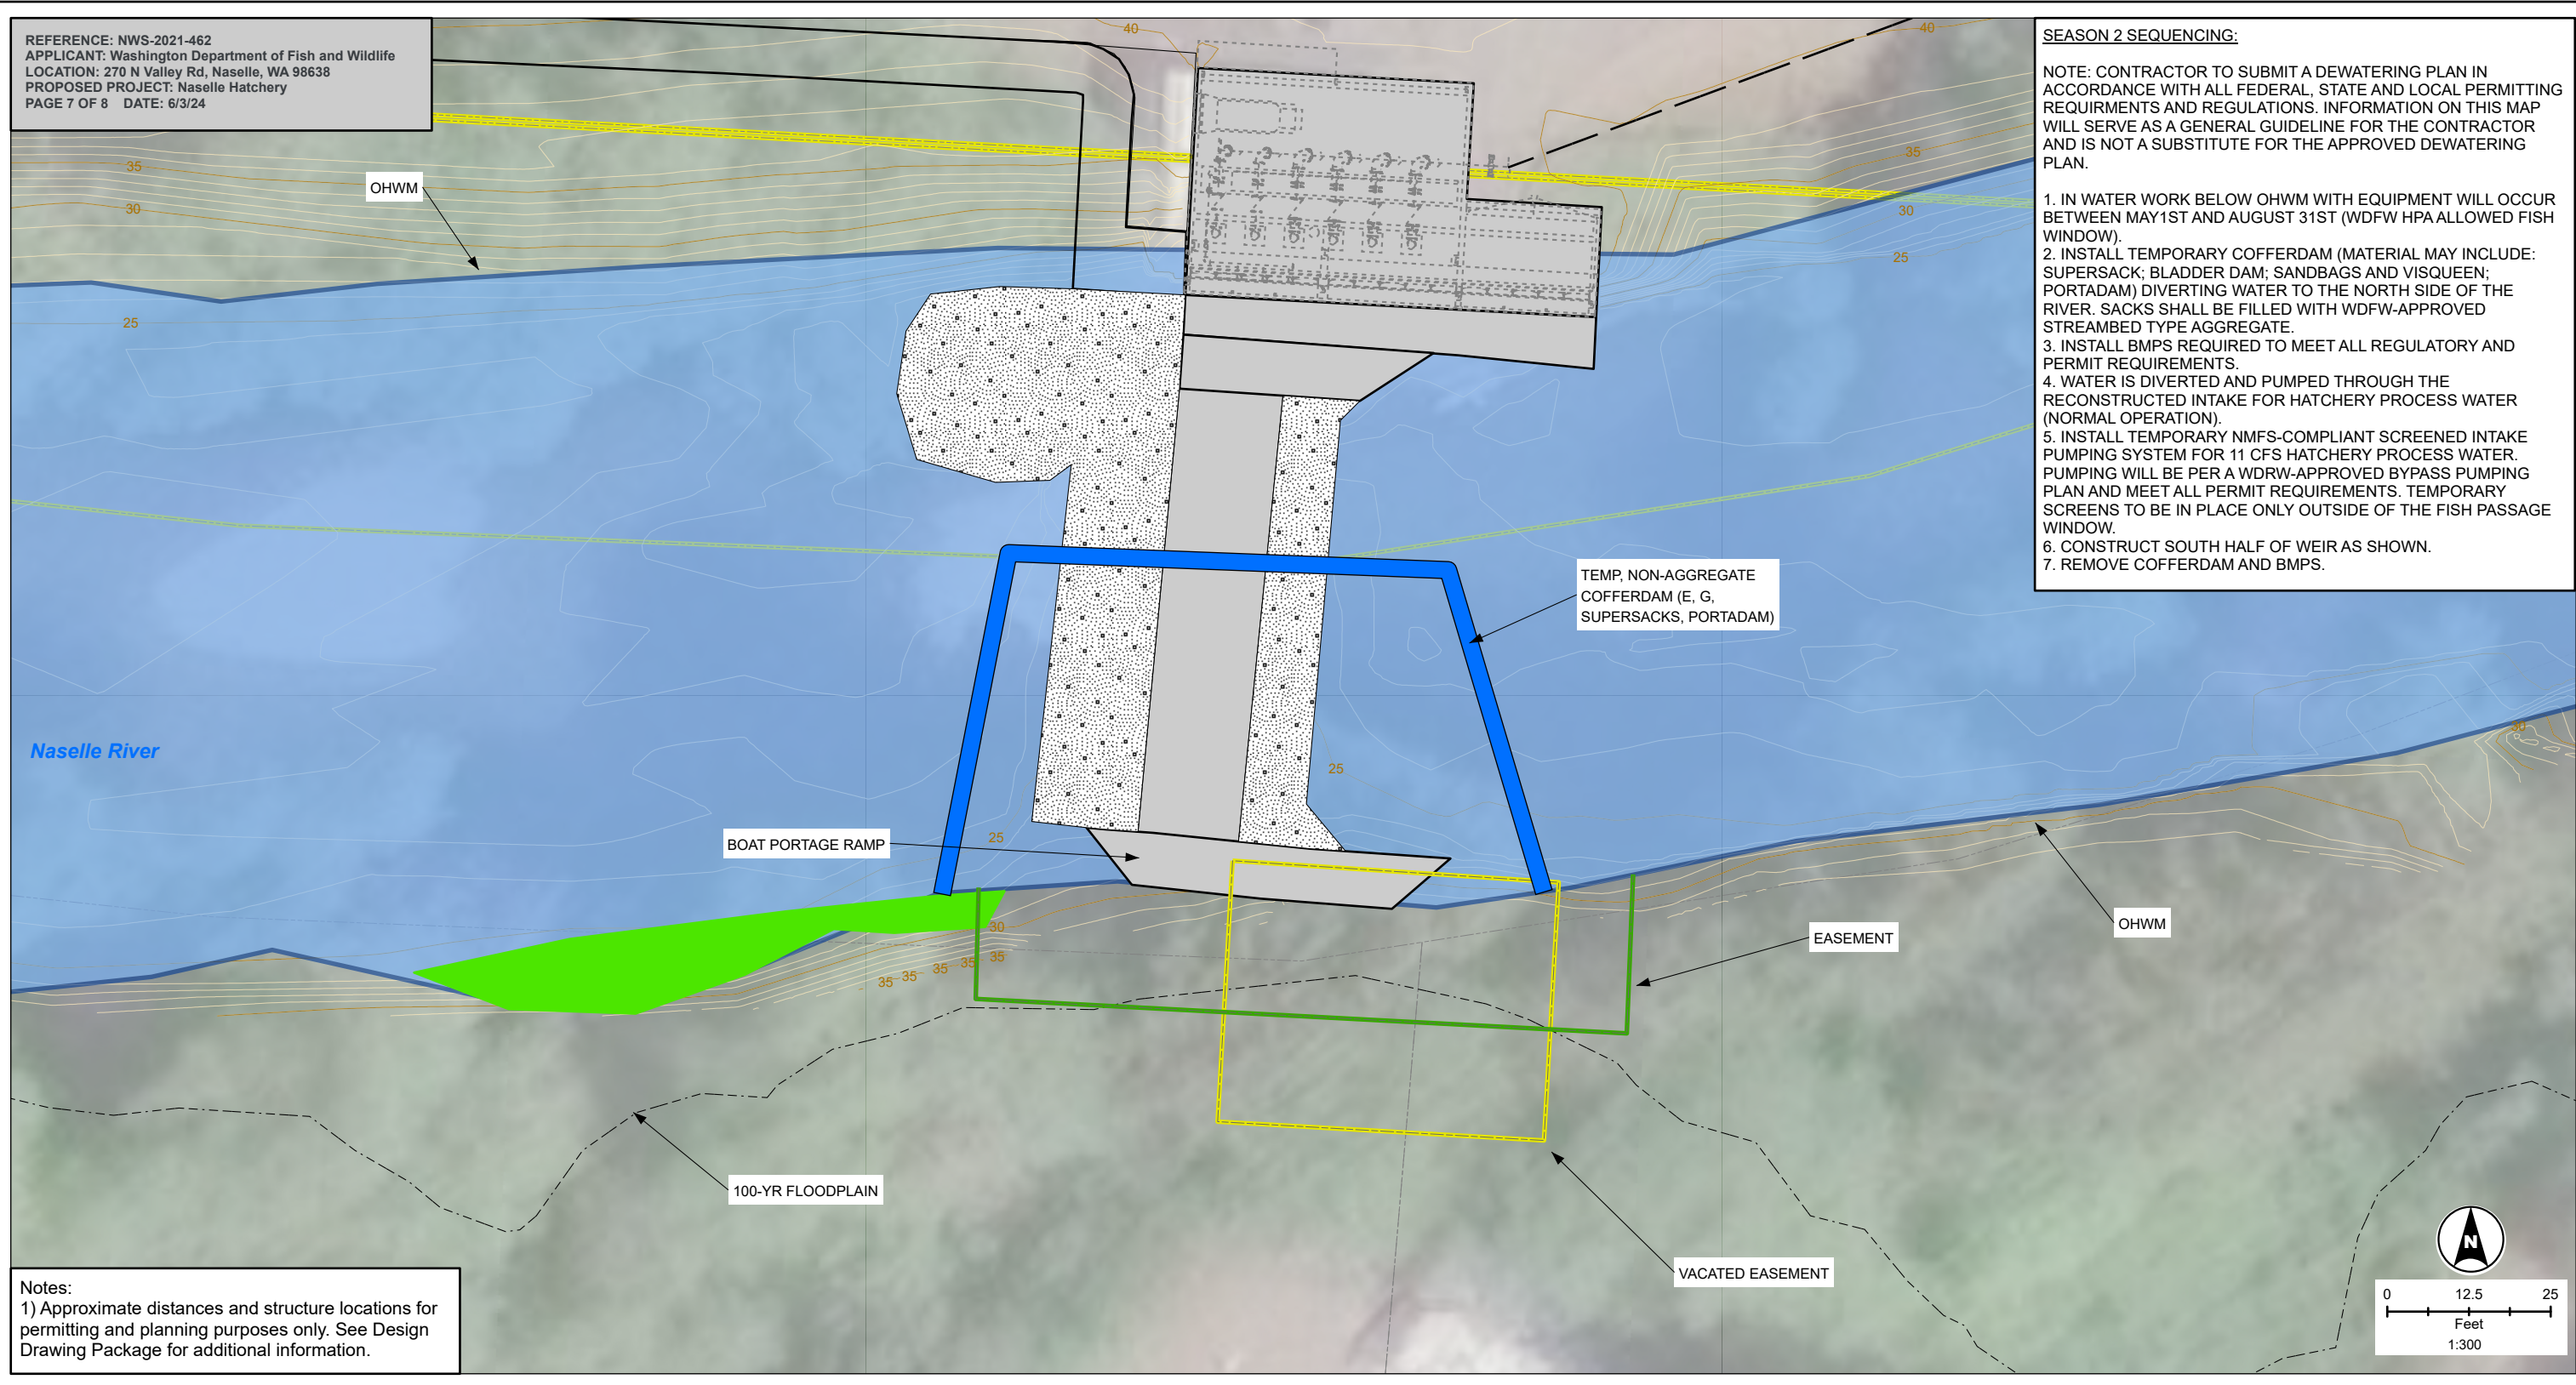 REFERENCE: NWS-2021-462
APPLICANT: Washington Department of Fish and Wildlife
LOCATION: 270 N Valley Rd, Naselle, WA 98638
PROPOSED PROJECT: Naselle Hatchery
PAGE 7 OF 8 DATE: 6/3/24
SEASON 2 SEQUENCING:
NOTE: CONTRACTOR TO SUBMIT A DEWATERING PLAN IN
ACCORDANCE WITH ALL FEDERAL, STATE AND LOCAL PERMITTING
REQUIRMENTS AND REGULATIONS. INFORMATION ON THIS MAP
WILL SERVE AS A GENERAL GUIDELINE FOR THE CONTRACTOR
AND IS NOT A SUBSTITUTE FOR THE APPROVED DEWATERING
PLAN.
1. IN WATER WORK BELOW OHWM WITH EQUIPMENT WILL OCCUR
BETWEEN MAY1ST AND AUGUST 31ST (WDFW HPA ALLOWED FISH
WINDOW).
2. INSTALL TEMPORARY COFFERDAM (MATERIAL MAY INCLUDE:
SUPERSACK; BLADDER DAM; SANDBAGS AND VISQUEEN;
PORTADAM) DIVERTING WATER TO THE NORTH SIDE OF THE
RIVER. SACKS SHALL BE FILLED WITH WDFW-APPROVED
STREAMBED TYPE AGGREGATE.
3. INSTALL BMPS REQUIRED TO MEET ALL REGULATORY AND
PERMIT REQUIREMENTS.
4. WATER IS DIVERTED AND PUMPED THROUGH THE
RECONSTRUCTED INTAKE FOR HATCHERY PROCESS WATER
(NORMAL OPERATION).
5. INSTALL TEMPORARY NMFS-COMPLIANT SCREENED INTAKE
PUMPING SYSTEM FOR 11 CFS HATCHERY PROCESS WATER.
PUMPING WILL BE PER A WDRW-APPROVED BYPASS PUMPING
PLAN AND MEET ALL PERMIT REQUIREMENTS. TEMPORARY
SCREENS TO BE IN PLACE ONLY OUTSIDE OF THE FISH PASSAGE
WINDOW.
6. CONSTRUCT SOUTH HALF OF WEIR AS SHOWN.
7. REMOVE COFFERDAM AND BMPS.
40
40
35
35
OHWM
30
30
25
25
TEMP, NON-AGGREGATE
COFFERDAM (E, G,
SUPERSACKS, PORTADAM)
Naselle River
30
25
25
BOAT PORTAGE RAMP
OHWM
30
EASEMENT
35
35
35
35
35
100-YR FLOODPLAIN
VACATED EASEMENT
N
0 12.5 25
Feet
1:300
Notes:
1) Approximate distances and structure locations for
permitting and planning purposes only. See Design
Drawing Package for additional information.